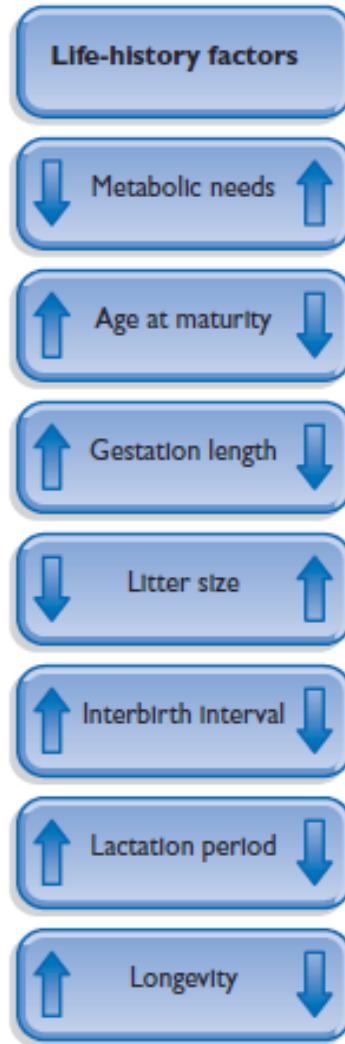 Life-history factors
Metabolic needs
Age at maturity
Gestation length
Litter size
Interbirth interval
Lactation period
Longevity